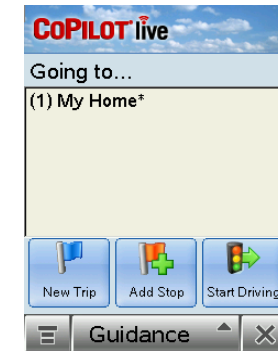 CoPILOT live
Going to...
(1) My Home*
New Trip
Add Stop
Start Driving
Guidance